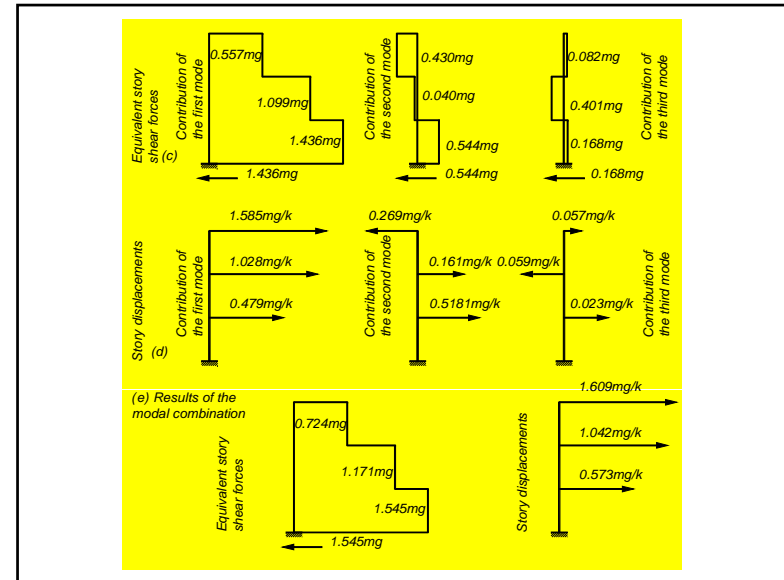 Equivalent story
shear forces
(c)
Contribution of
the first mode
0.557mg
1.099mg
1.436mg
1.436mg
Contribution of
the second mode
0.430mg
0.040mg
0.544mg
0.544mg
0.082mg
0.401mg
0.168mg
0.168mg
Contribution of
the third mode
Story displacements
(d)
Contribution of
the first mode
1.585mg/k
1.028mg/k
0.479mg/k
Contribution of
the second mode
0.269mg/k
0.161mg/k
0.5181mg/k
0.057mg/k
0.059mg/k
0.023mg/k
Contribution of
the third mode
(e) Results of the
modal combination
Equivalent story
shear forces
0.724mg
1.171mg
1.545mg
1.545mg
Story displacements
1.609mg/k
1.042mg/k
0.573mg/k